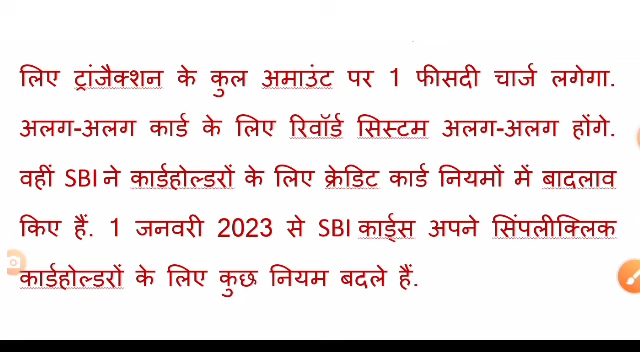 लिए ट्रांजैक्शन के कुल अमाउंट पर 1 फीसदी चार्ज लगेगा.
अलग-अलग कार्ड के लिए रिवॉर्ड सिस्टम अलग-अलग होंगे.
वहीं SBI ने कार्डहोल्डरों के लिए क्रेडिट कार्ड नियमों में बादलाव
किए हैं. 1 जनवरी 2023 से SBI कार्ड्स अपने सिंपलीक्लिक
कार्डहोल्डरों के लिए कुछ नियम बदले हैं.